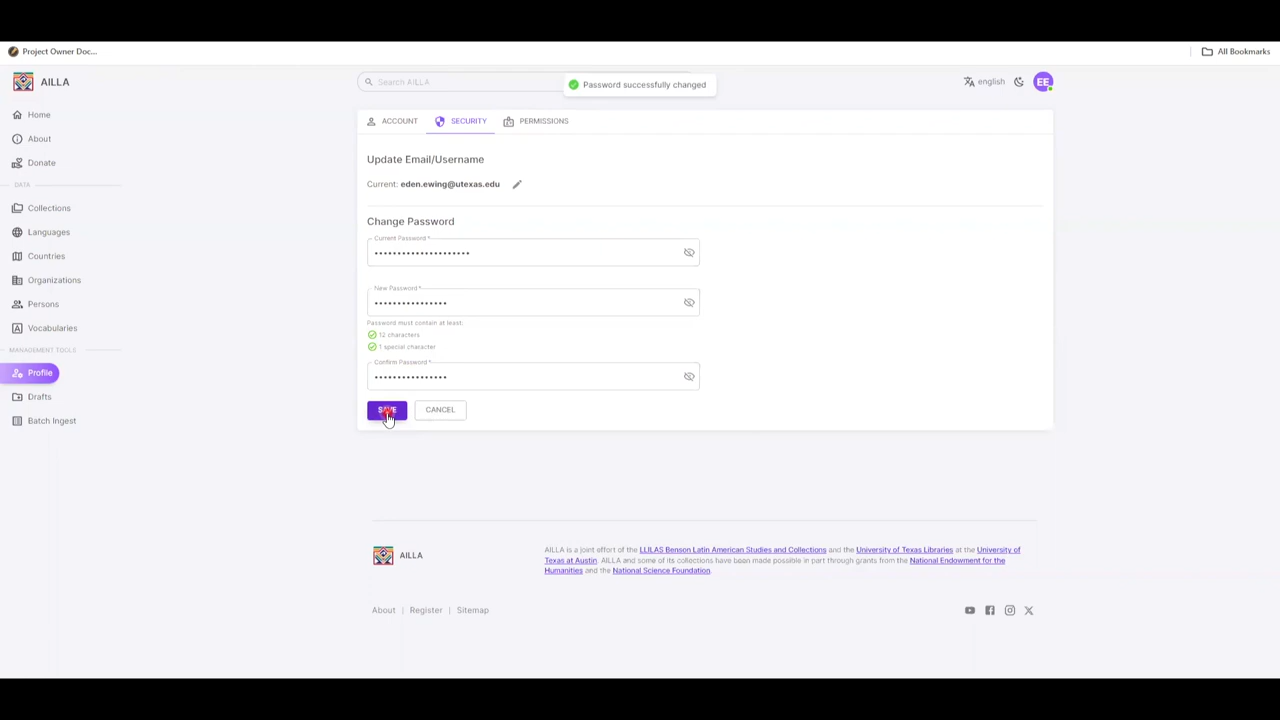 Project Owner Doc...
All Bookmarks
AILLA
Search AILLA
Password successfully changed
english
EE
Home
About
Donate
DATA
Collections
Languages
Countries
Organizations
Persons
Vocabularies
MANAGEMENT TOOLS
Profile
Drafts
Batch Ingest
ACCOUNT
SECURITY
PERMISSIONS
Update Email/Username
Current: eden.ewing@utexas.edu
Change Password
Current Password *
New Password *
Password must contain at least:
12 characters
1 special character
Confirm Password *
SAVE
CANCEL
AILLA
AILLA is a joint effort of the LLILAS Benson Latin American Studies and Collections and the University of Texas Libraries at the University of
Texas at Austin. AILLA and some of its collections have been made possible in part through grants from the National Endowment for the
Humanities and the National Science Foundation.
About | Register | Sitemap